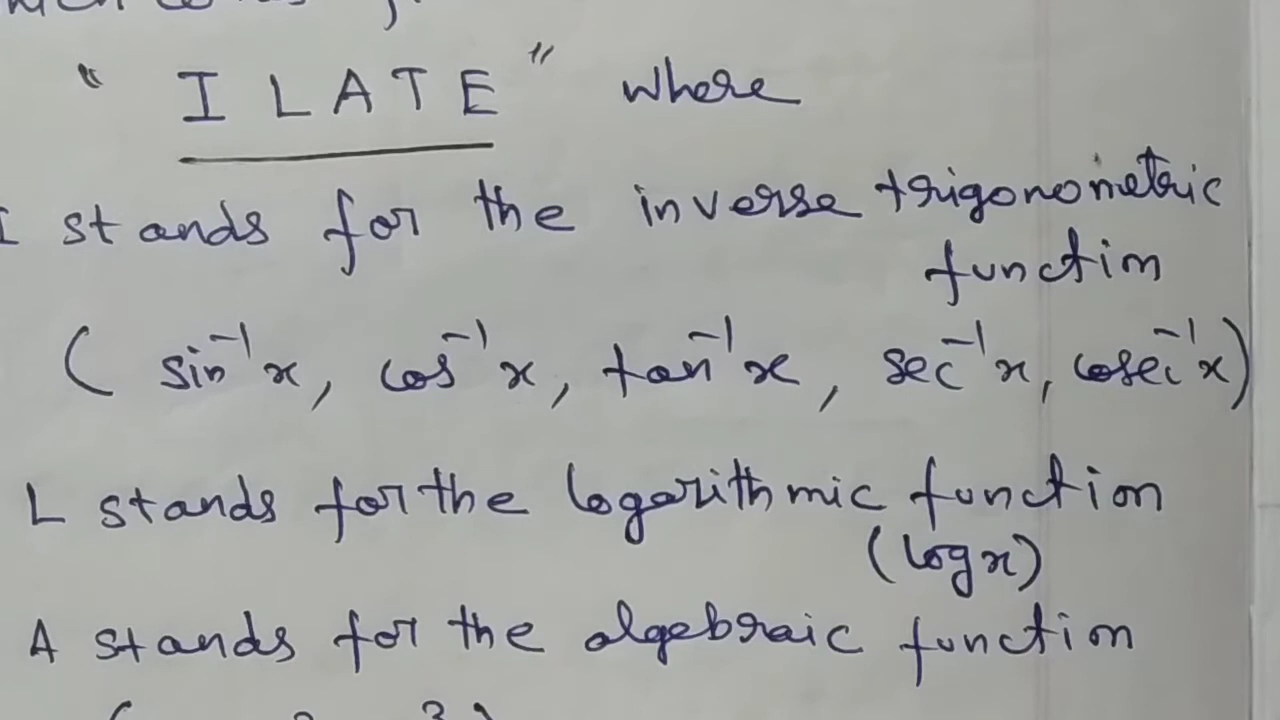 "ILATE" where
I stands for the inverse trigonometric
function
(sin⁻¹x, cos⁻¹x, tan⁻¹x, sec⁻¹x, cosec⁻¹x)
L stands for the logarithmic function
(log x)
A stands for the algebraic function